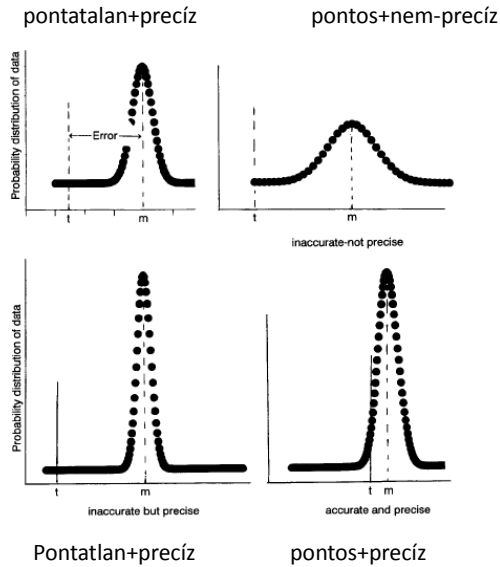 pontatalan+precíz
pontos+nem-precíz
Probability distribution of data
Error
t
m
t
m
inaccurate-not precise
Probability distribution of data
t
m
inaccurate but precise
t
m
accurate and precise
Pontatlan+precíz
pontos+precíz